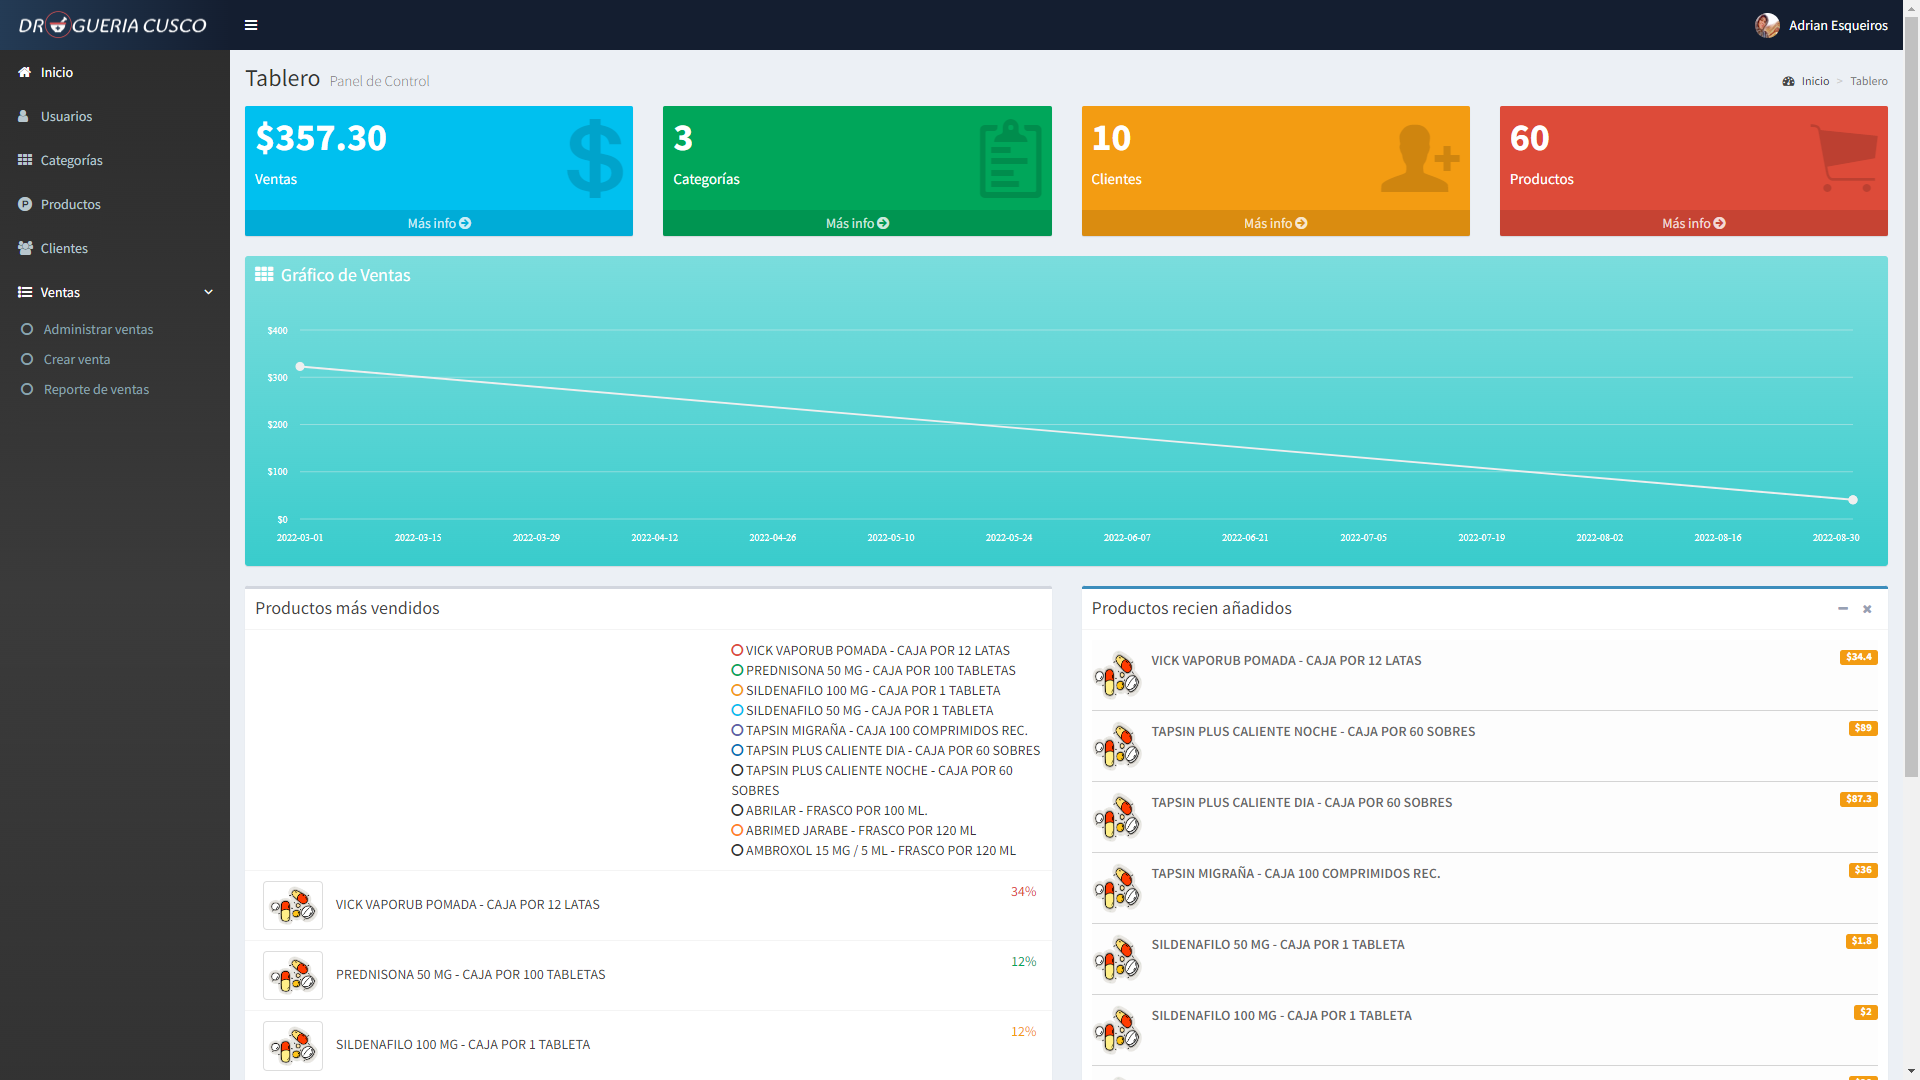 DROGUERIA CUSCO
Adrian Esqueiros
Inicio
Usuarios
Categorías
Productos
Clientes
Ventas
Administrar ventas
Crear venta
Reporte de ventas
Tablero Panel de Control
Inicio > Tablero
$357.30
Ventas
Más info
3
Categorías
Más info
10
Clientes
Más info
60
Productos
Más info
Gráfico de Ventas
$400
$300
$200
$100
$0
2022-03-01 2022-03-15 2022-03-29 2022-04-12 2022-04-26 2022-05-10 2022-05-24 2022-06-07 2022-06-21 2022-07-05 2022-07-19 2022-08-02 2022-08-16 2022-08-30
Productos más vendidos
VICK VAPORUB POMADA - CAJA POR 12 LATAS
PREDNISONA 50 MG - CAJA POR 100 TABLETAS
SILDENAFILO 100 MG - CAJA POR 1 TABLETA
SILDENAFILO 50 MG - CAJA POR 1 TABLETA
TAPSIN MIGRAÑA - CAJA 100 COMPRIMIDOS REC.
TAPSIN PLUS CALIENTE DIA - CAJA POR 60 SOBRES
TAPSIN PLUS CALIENTE NOCHE - CAJA POR 60
SOBRES
ABRILAR - FRASCO POR 100 ML.
ABRIMED JARABE - FRASCO POR 120 ML
AMBROXOL 15 MG / 5 ML - FRASCO POR 120 ML
VICK VAPORUB POMADA - CAJA POR 12 LATAS 34%
PREDNISONA 50 MG - CAJA POR 100 TABLETAS 12%
SILDENAFILO 100 MG - CAJA POR 1 TABLETA 12%
Productos recien añadidos
VICK VAPORUB POMADA - CAJA POR 12 LATAS $34.4
TAPSIN PLUS CALIENTE NOCHE - CAJA POR 60 SOBRES $89
TAPSIN PLUS CALIENTE DIA - CAJA POR 60 SOBRES $87.3
TAPSIN MIGRAÑA - CAJA 100 COMPRIMIDOS REC. $36
SILDENAFILO 50 MG - CAJA POR 1 TABLETA $1.8
SILDENAFILO 100 MG - CAJA POR 1 TABLETA $2